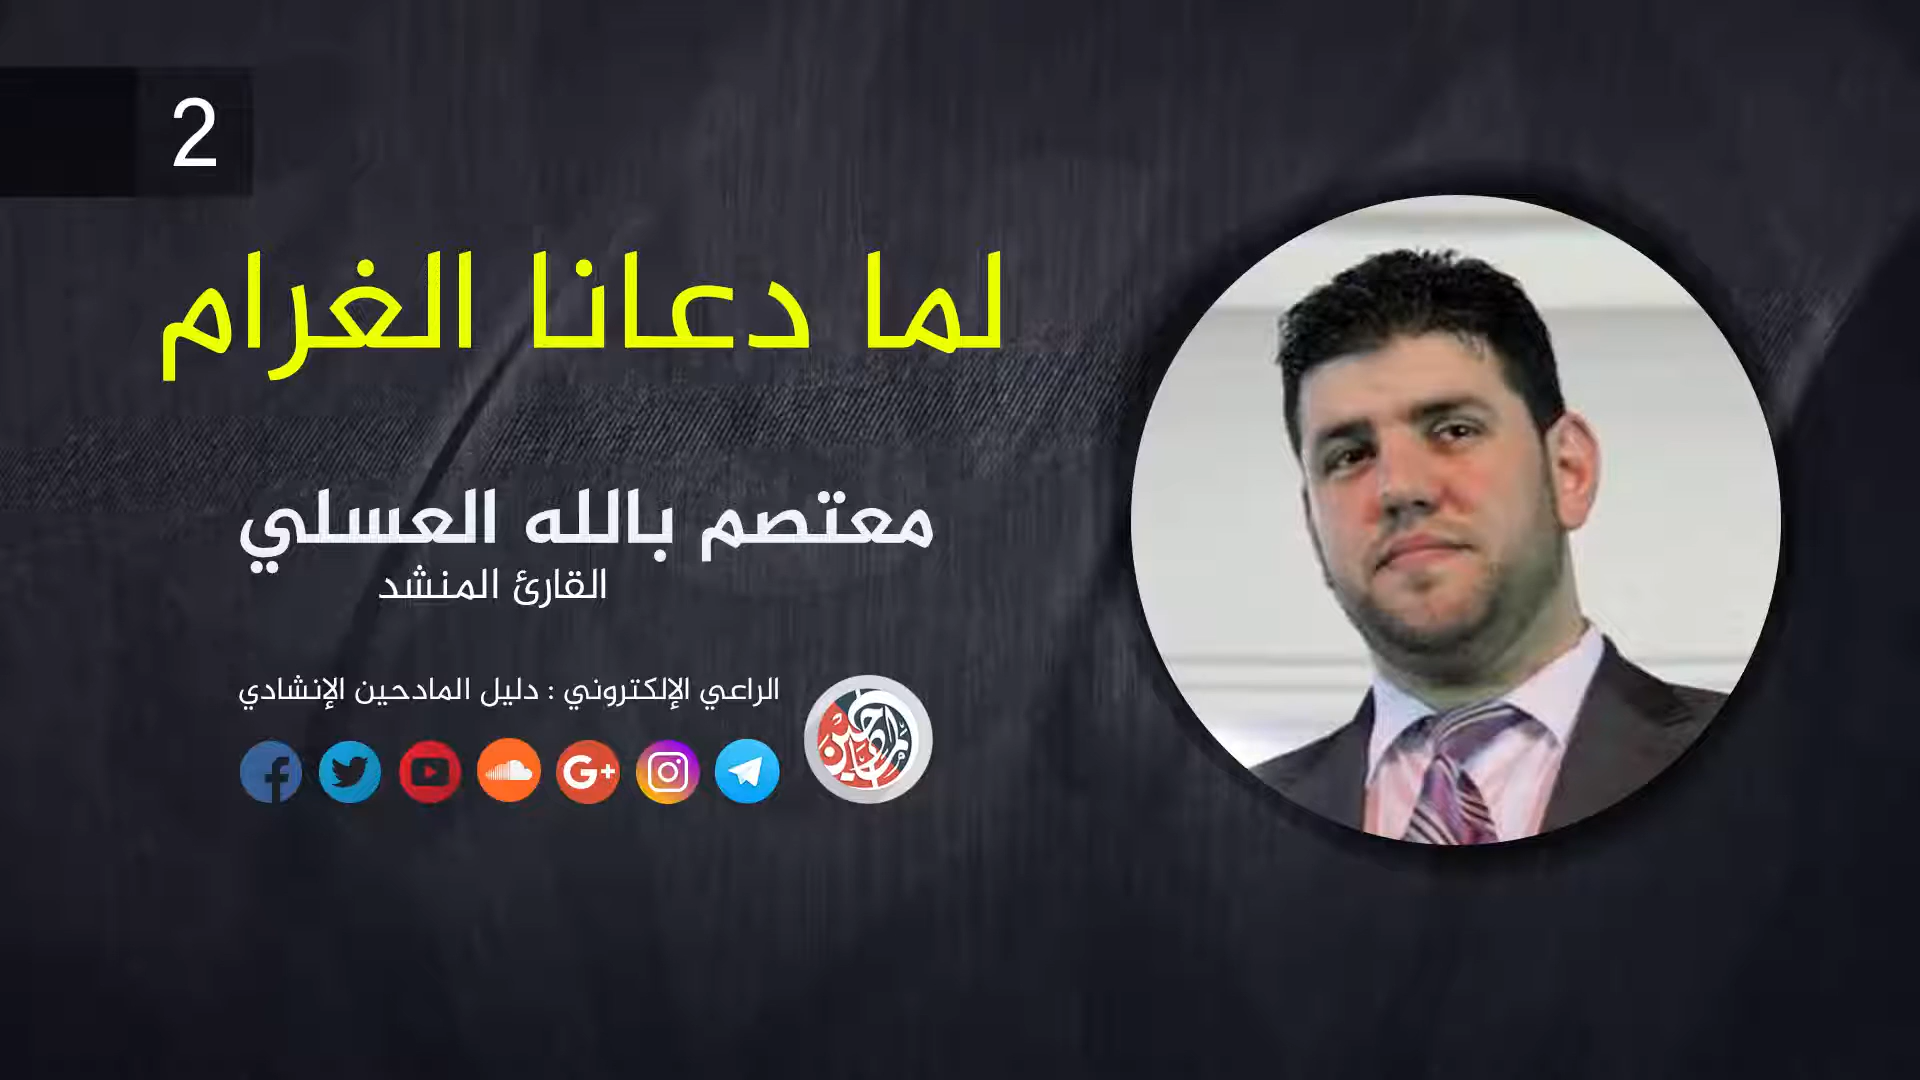 2
لما دعانا الغرام
معتصم بالله العسلي
القارئ المنشد
الراعي الإلكتروني : دليل المادحين الإنشادي
G+